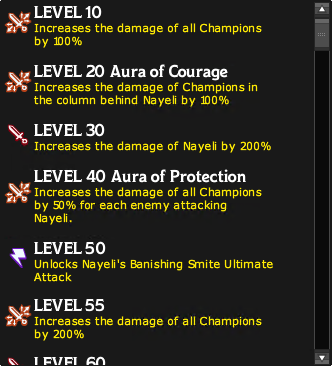 LEVEL 10
Increases the damage of all Champions
by 100%
LEVEL 20 Aura of Courage
Increases the damage of Champions in
the column behind Nayeli by 100%
LEVEL 30
Increases the damage of Nayeli by 200%
LEVEL 40 Aura of Protection
Increases the damage of all Champions
by 50% for each enemy attacking
Nayeli.
LEVEL 50
Unlocks Nayeli's Banishing Smite Ultimate
Attack
LEVEL 55
Increases the damage of all Champions
by 200%
LEVEL 60